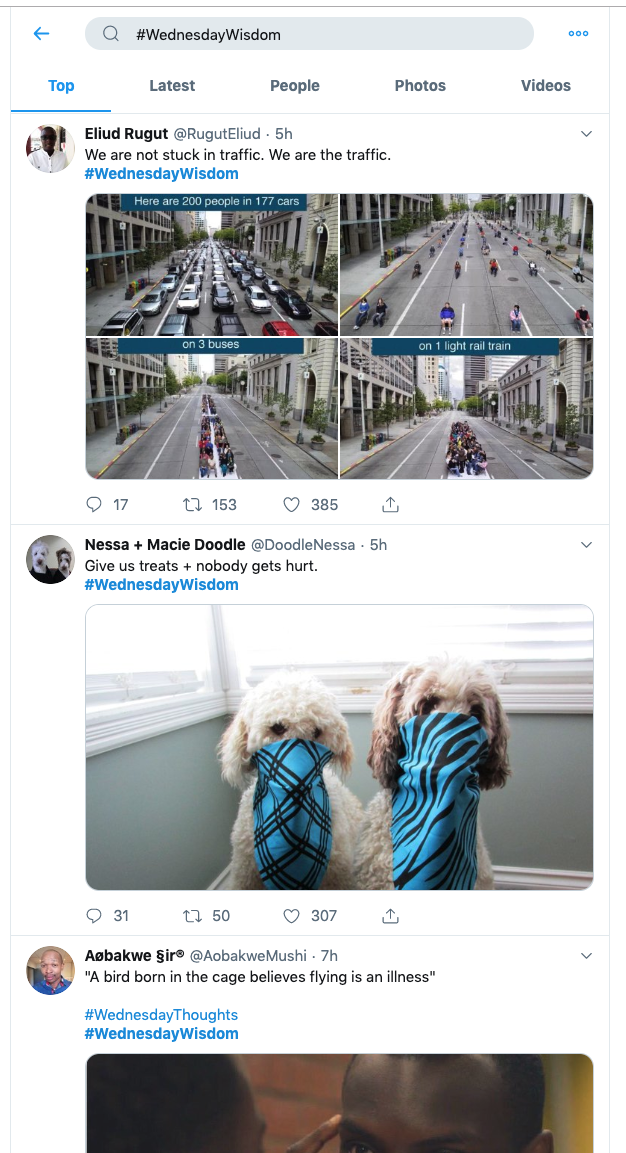 #WednesdayWisdom
Top Latest People Photos Videos
Eliud Rugut @RugutEliud · 5h
We are not stuck in traffic. We are the traffic.
#WednesdayWisdom
Here are 200 people in 177 cars
on 3 buses
on 1 light rail train
17 153 385
Nessa + Macie Doodle @DoodleNessa · 5h
Give us treats + nobody gets hurt.
#WednesdayWisdom
31 50 307
Aøbakwe §ir® @AobakweMushi · 7h
"A bird born in the cage believes flying is an illness"
#WednesdayThoughts
#WednesdayWisdom